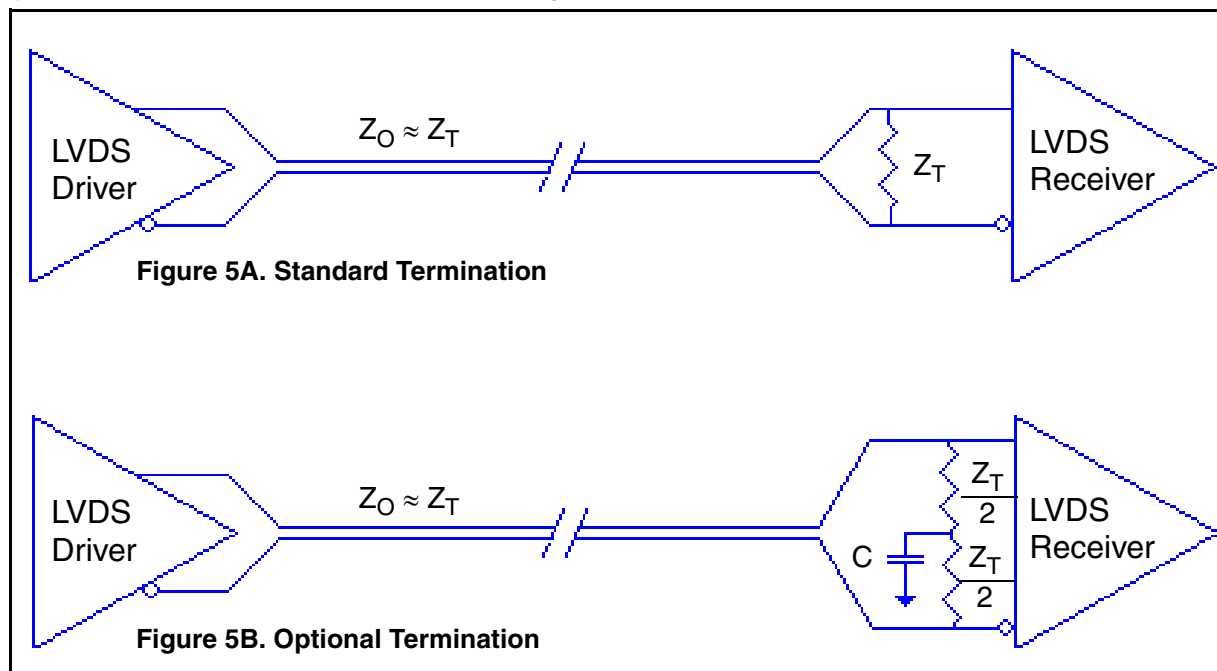 LVDS
Driver
Z_O ≈ Z_T
Z_T
LVDS
Receiver
Figure 5A. Standard Termination
LVDS
Driver
Z_O ≈ Z_T
C
Z_T
2
Z_T
2
LVDS
Receiver
Figure 5B. Optional Termination